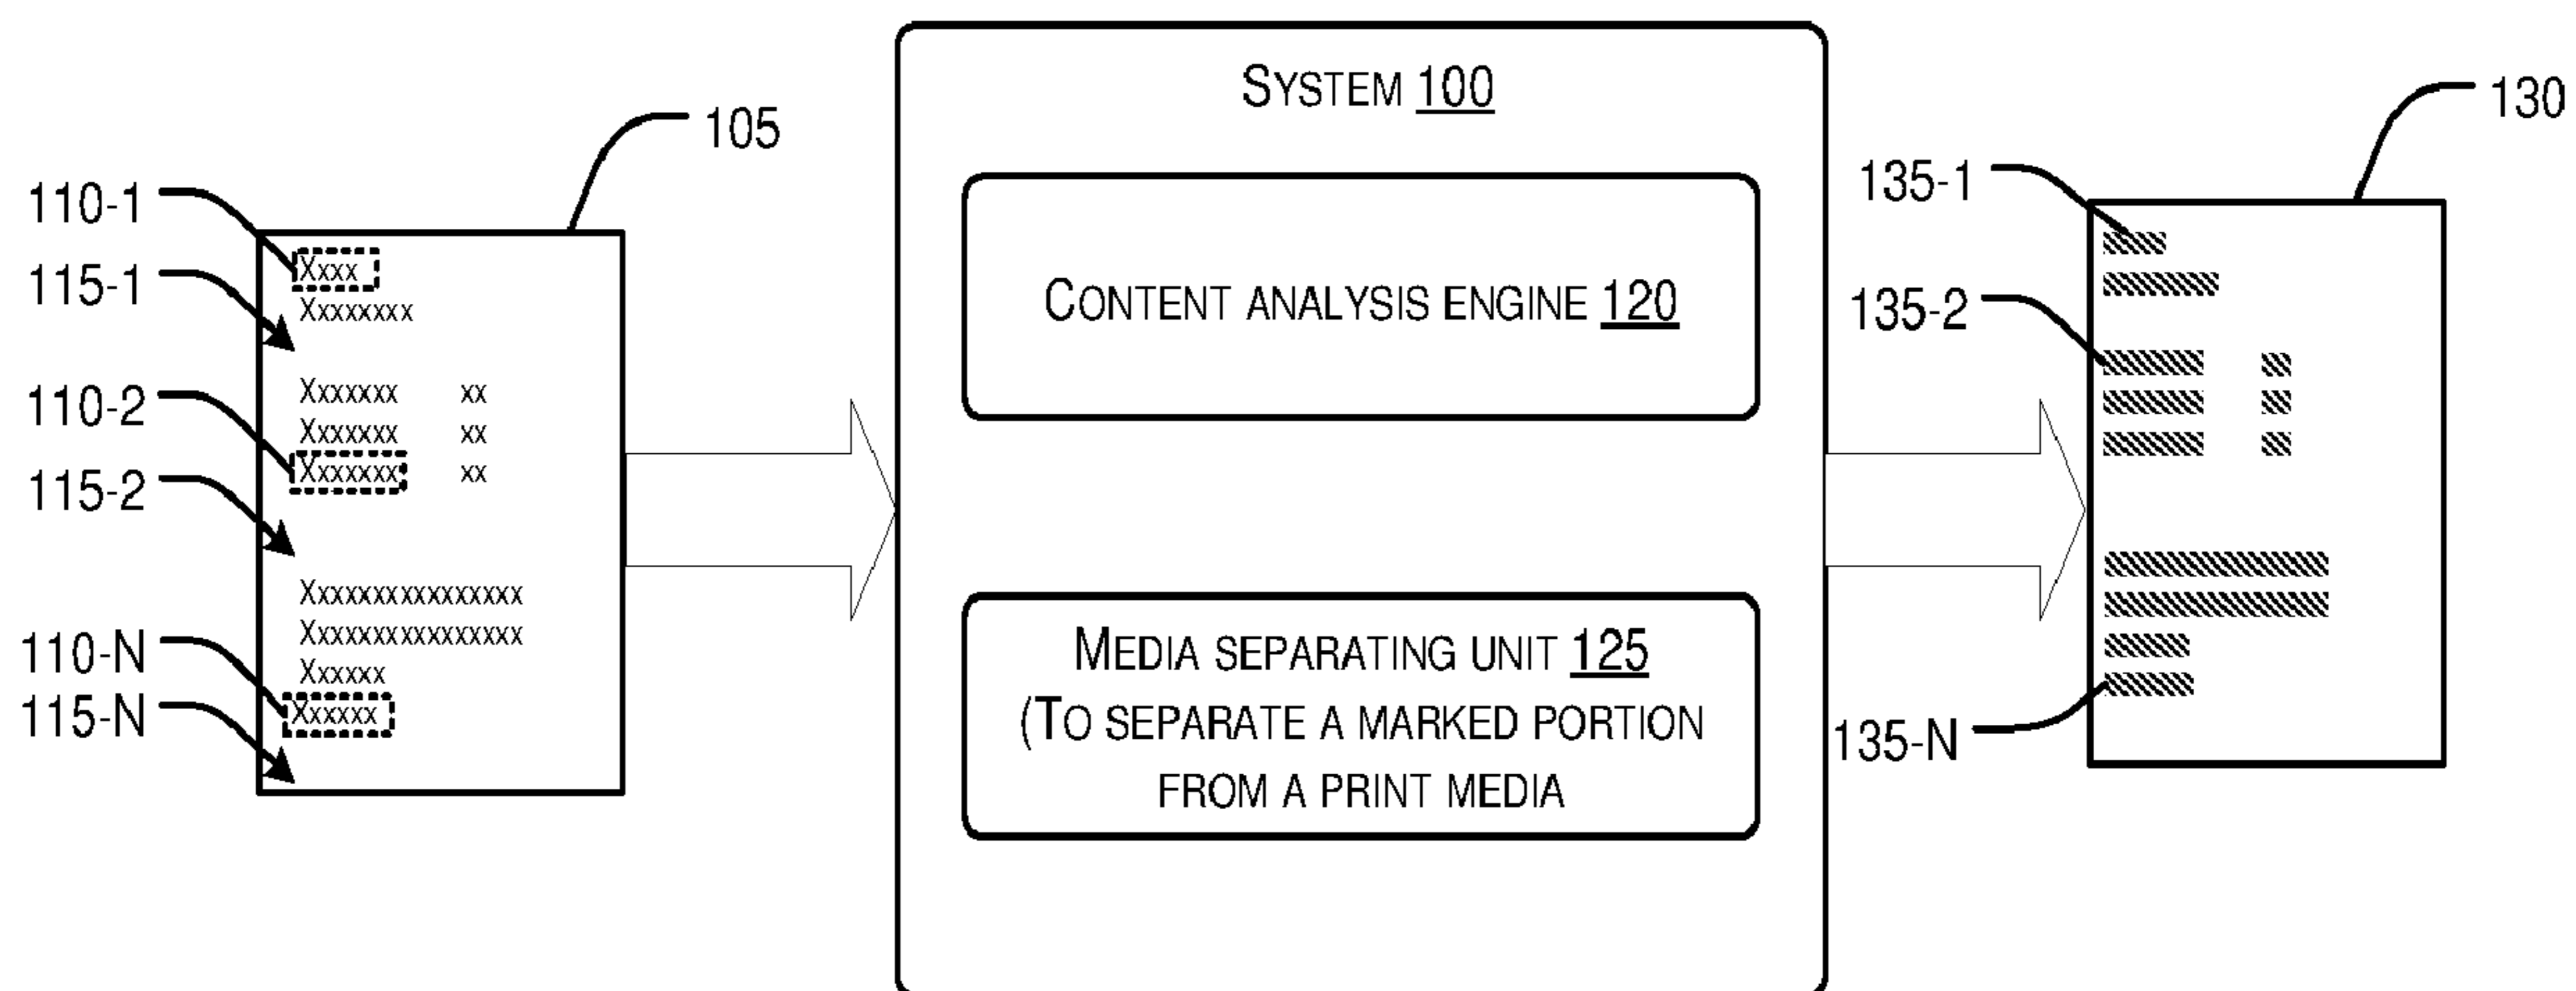 105
110-1
115-1
110-2
115-2
110-N
115-N
Xxxx
Xxxxxxxx
Xxxxxxx xx
Xxxxxxx xx
Xxxxxxx xx
Xxxxxxxxxxxxxxxx
Xxxxxxxxxxxxxxxx
Xxxxxx
Xxxxxx
SYSTEM 100
CONTENT ANALYSIS ENGINE 120
MEDIA SEPARATING UNIT 125
(TO SEPARATE A MARKED PORTION
FROM A PRINT MEDIA
130
135-1
135-2
135-N